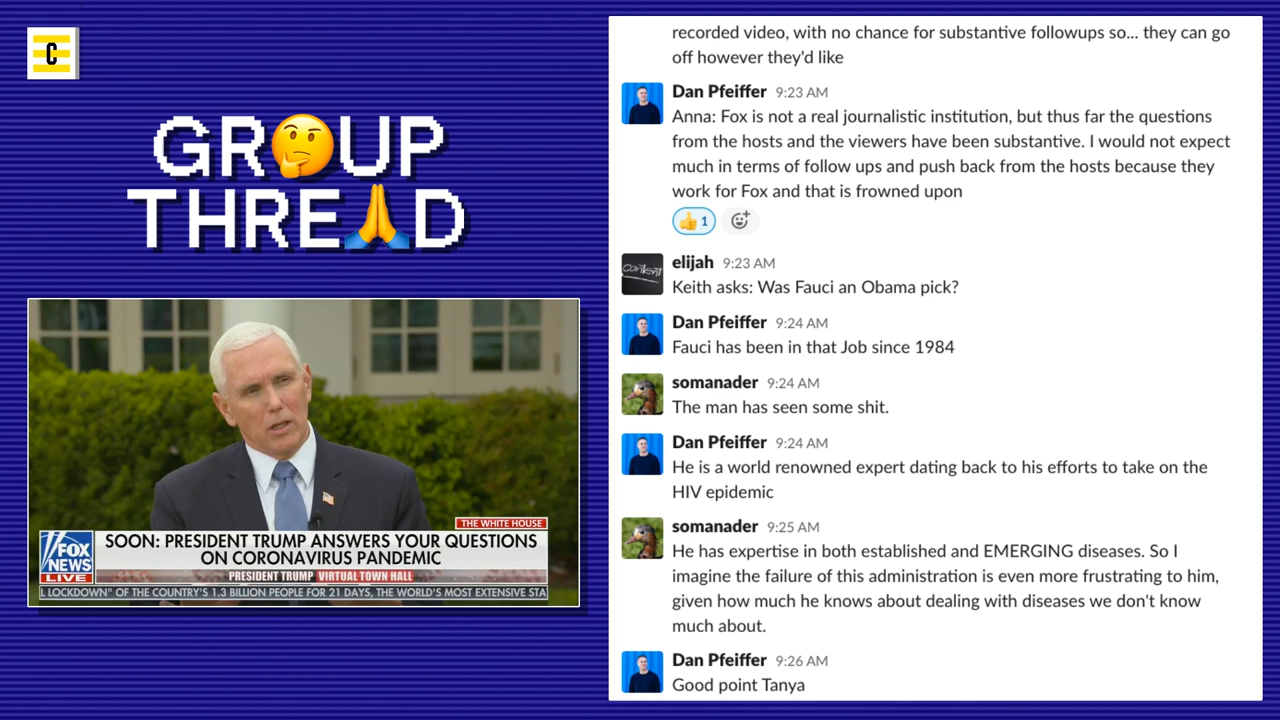 C
GR🤔UP
THRE🙏D
THE WHITE HOUSE
SOON: PRESIDENT TRUMP ANSWERS YOUR QUESTIONS
ON CORONAVIRUS PANDEMIC
FOX
NEWS
LIVE
PRESIDENT TRUMP VIRTUAL TOWN HALL
L LOCKDOWN" OF THE COUNTRY'S 1.3 BILLION PEOPLE FOR 21 DAYS, THE WORLD'S MOST EXTENSIVE STA
recorded video, with no chance for substantive followups so... they can go
off however they'd like
Dan Pfeiffer 9:23 AM
Anna: Fox is not a real journalistic institution, but thus far the questions
from the hosts and the viewers have been substantive. I would not expect
much in terms of follow ups and push back from the hosts because they
work for Fox and that is frowned upon
👍 1
elijah 9:23 AM
content
Keith asks: Was Fauci an Obama pick?
Dan Pfeiffer 9:24 AM
Fauci has been in that Job since 1984
somanader 9:24 AM
The man has seen some shit.
Dan Pfeiffer 9:24 AM
He is a world renowned expert dating back to his efforts to take on the
HIV epidemic
somanader 9:25 AM
He has expertise in both established and EMERGING diseases. So I
imagine the failure of this administration is even more frustrating to him,
given how much he knows about dealing with diseases we don't know
much about.
Dan Pfeiffer 9:26 AM
Good point Tanya